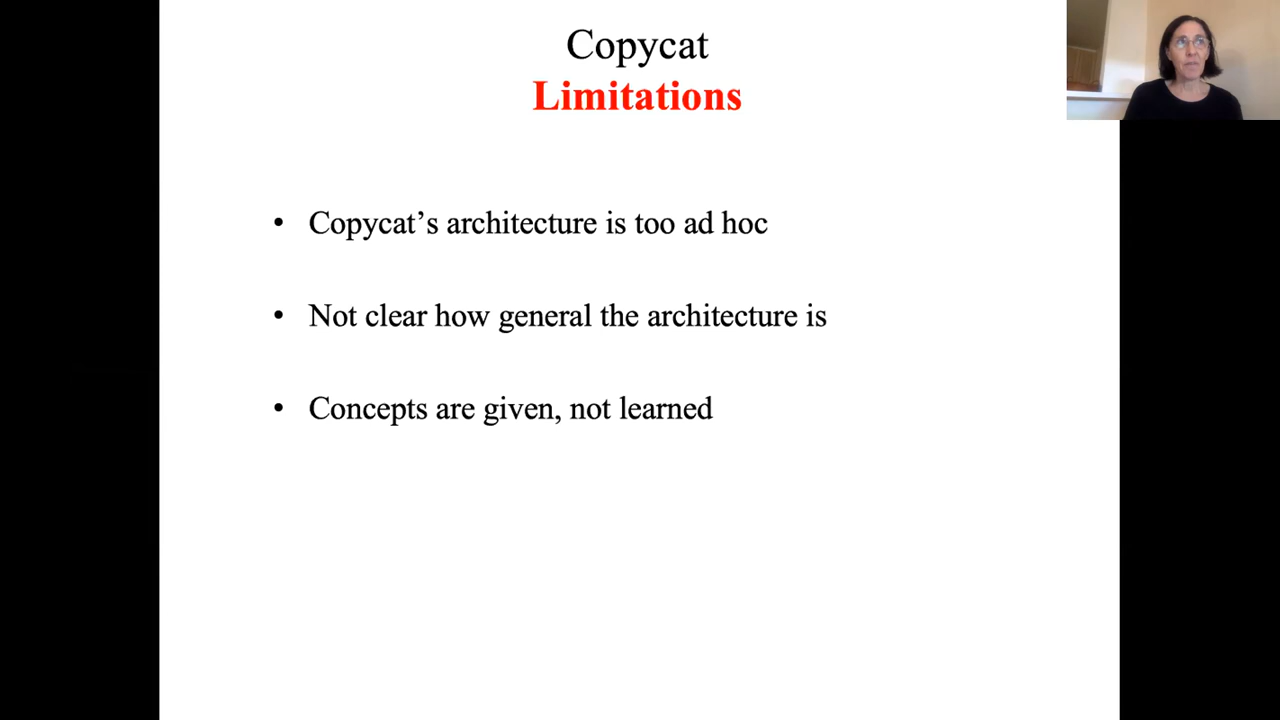 Copycat
Limitations
• Copycat’s architecture is too ad hoc
• Not clear how general the architecture is
• Concepts are given, not learned